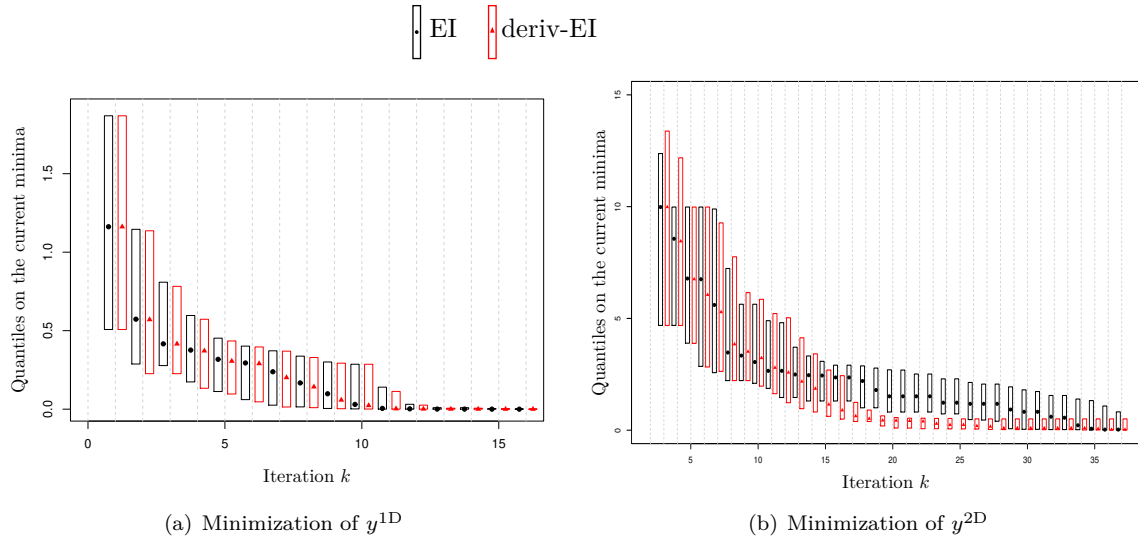 EI deriv-EI
Quantiles on the current minima
0.0 0.5 1.0 1.5
0 5 10 15
Iteration k
(a) Minimization of y^1D
Quantiles on the current minima
0 5 10 15
5 10 15 20 25 30 35
Iteration k
(b) Minimization of y^2D